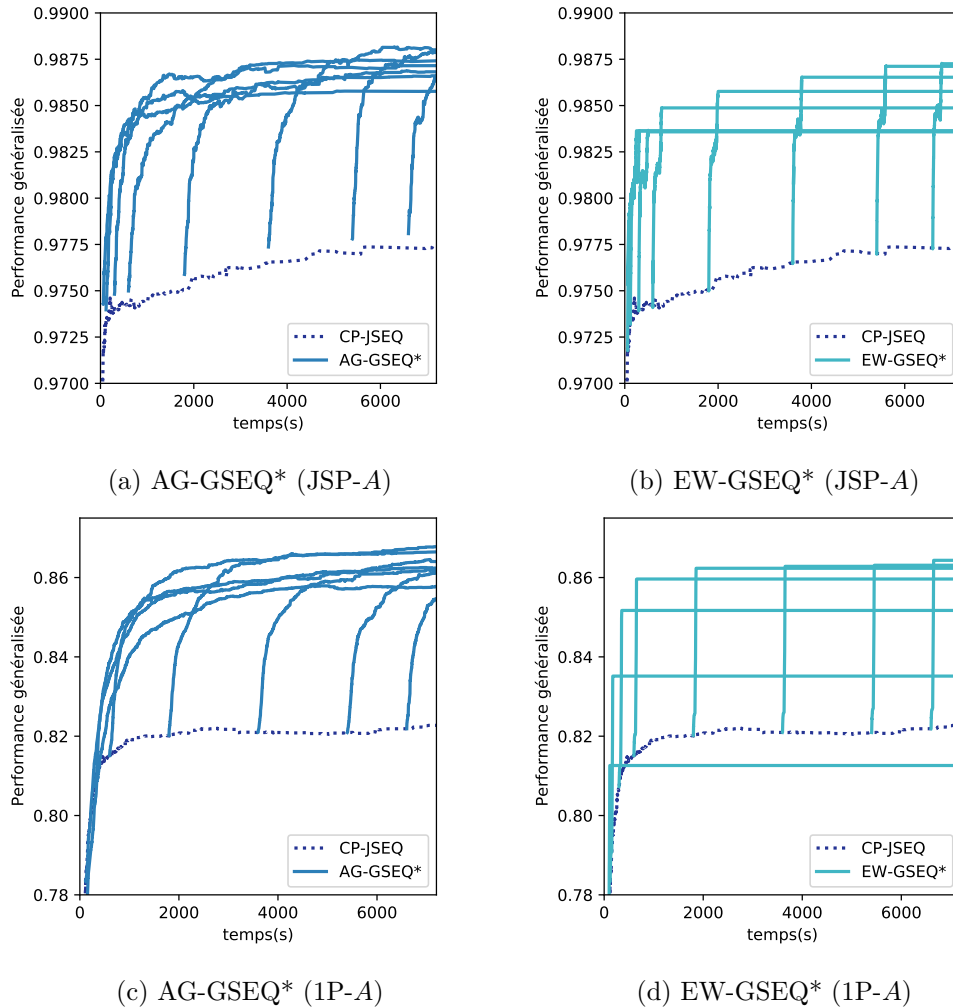 0.9900
0.9875
0.9850
0.9825
0.9800
0.9775
0.9750
0.9725
0.9700
Performance généralisée
0
2000
4000
6000
temps(s)
CP-JSEQ
AG-GSEQ*
(a) AG-GSEQ* (JSP-A)
0.9900
0.9875
0.9850
0.9825
0.9800
0.9775
0.9750
0.9725
0.9700
Performance généralisée
0
2000
4000
6000
temps(s)
CP-JSEQ
EW-GSEQ*
(b) EW-GSEQ* (JSP-A)
0.86
0.84
0.82
0.80
0.78
Performance généralisée
0
2000
4000
6000
temps(s)
CP-JSEQ
AG-GSEQ*
(c) AG-GSEQ* (1P-A)
0.86
0.84
0.82
0.80
0.78
Performance généralisée
0
2000
4000
6000
temps(s)
CP-JSEQ
EW-GSEQ*
(d) EW-GSEQ* (1P-A)